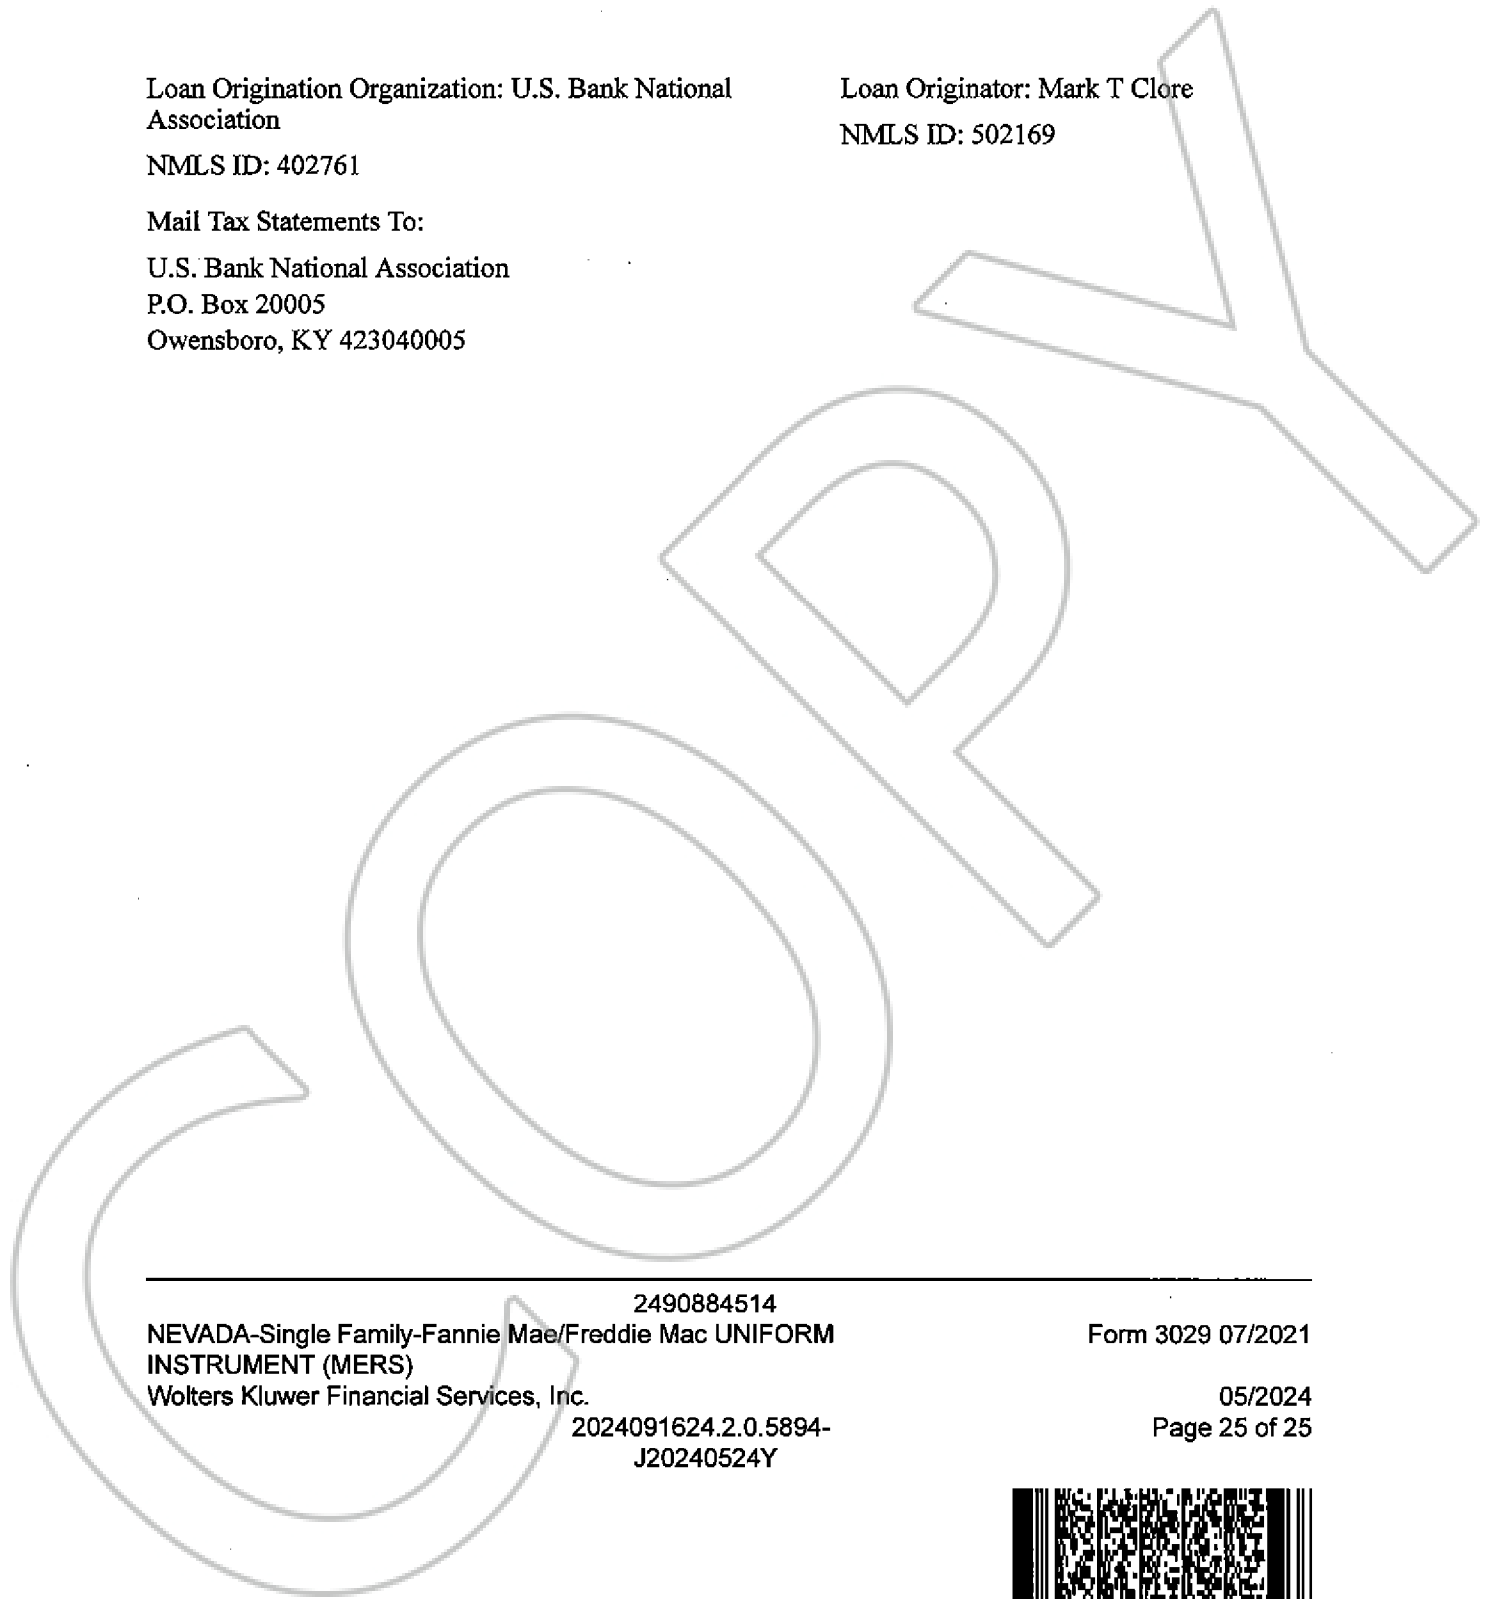 Loan Origination Organization: U.S. Bank National
Association
NMLS ID: 402761
Loan Originator: Mark T Clore
NMLS ID: 502169
Mail Tax Statements To:
U.S. Bank National Association
P.O. Box 20005
Owensboro, KY 423040005
COPY
2490884514
NEVADA-Single Family-Fannie Mae/Freddie Mac UNIFORM
INSTRUMENT (MERS)
Form 3029 07/2021
Wolters Kluwer Financial Services, Inc.
05/2024
2024091624.2.0.5894-
J20240524Y
Page 25 of 25